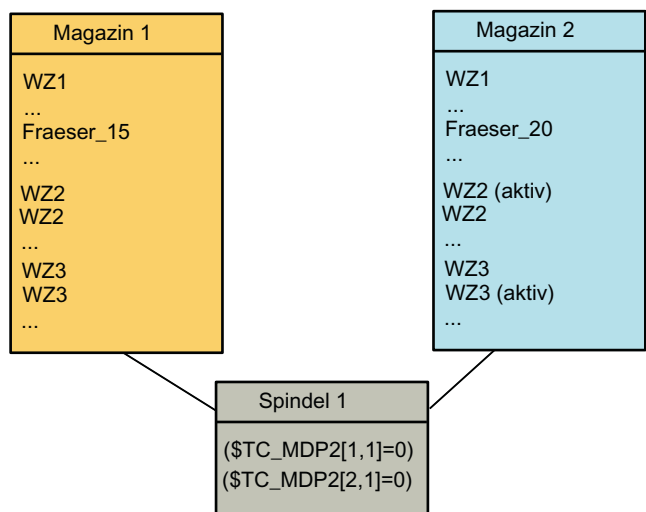 Magazin 1
WZ1
...
Fraeser_15
...
WZ2
WZ2
...
WZ3
WZ3
...
Magazin 2
WZ1
...
Fraeser_20
...
WZ2 (aktiv)
WZ2
...
WZ3
WZ3 (aktiv)
...
Spindel 1
($TC_MDP2[1,1]=0)
($TC_MDP2[2,1]=0)